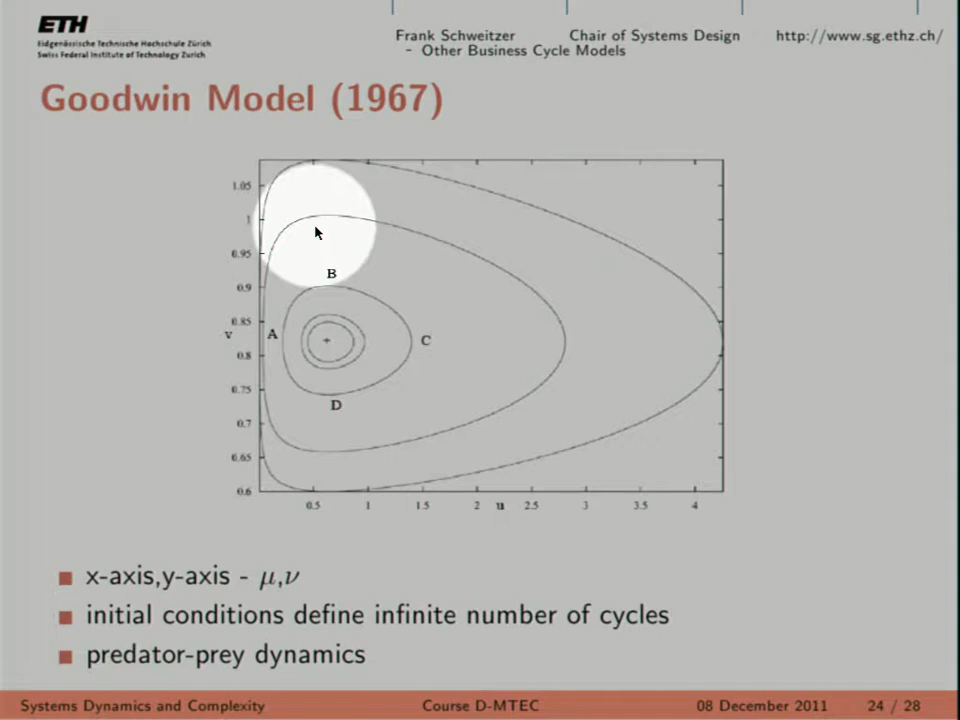 ETH
Eidgenössische Technische Hochschule Zürich
Swiss Federal Institute of Technology Zurich
Frank Schweitzer Chair of Systems Design http://www.sg.ethz.ch/
- Other Business Cycle Models
Goodwin Model (1967)
1.05
1
0.95
B
0.9
0.85
v A
C
0.8
0.75
D
0.7
0.65
0.6
0.5 1 1.5 2 u 2.5 3 3.5 4
x-axis,y-axis - μ,ν
initial conditions define infinite number of cycles
predator-prey dynamics
Systems Dynamics and Complexity Course D-MTEC 08 December 2011 24 / 28